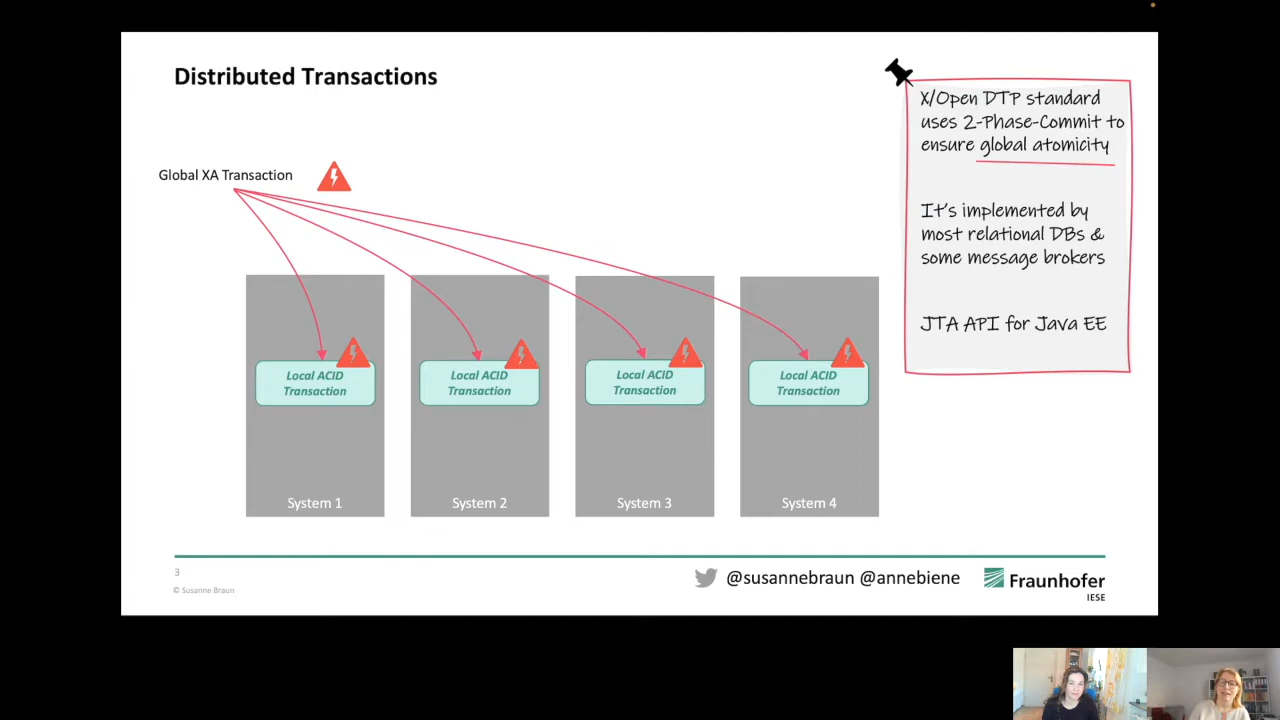 Distributed Transactions
X/Open DTP standard
uses 2-Phase-Commit to
ensure global atomicity
It's implemented by
most relational DBs &
some message brokers
JTA API for Java EE
Global XA Transaction
Local ACID
Transaction
Local ACID
Transaction
Local ACID
Transaction
Local ACID
Transaction
System 1
System 2
System 3
System 4
3
© Susanne Braun
@susannebraun @annebiene
Fraunhofer
IESE